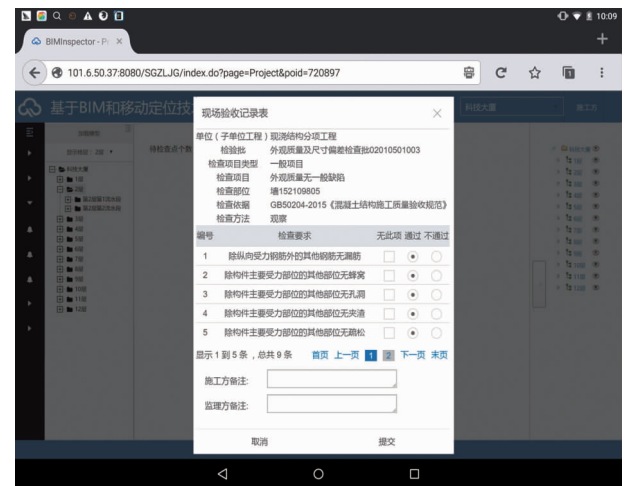 10:09
BIMInspector - P
101.6.50.37:8080/SGZLJG/index.do?page=Project&poid=720897
基于BIM和移动定位技
科技大厦
现场验收记录表
单位（子单位工程）现浇结构分项工程
检验批 外观质量及尺寸偏差检查批02010501003
检查项目类型 一般项目
检查项目 外观质量无一般缺陷
检查部位 墙152109805
检查依据 GB50204-2015《混凝土结构施工质量验收规范》
检查方法 观察
编号 检查要求 无此项 通过 不通过
1 除纵向受力钢筋外的其他钢筋无漏筋
2 除构件主要受力部位的其他部位无蜂窝
3 除构件主要受力部位的其他部位无孔洞
4 除构件主要受力部位的其他部位无夹渣
5 除构件主要受力部位的其他部位无疏松
显示 1 到 5 条 ，总共 9 条 首页 上一页 1 2 下一页 末页
施工方备注:
监理方备注:
取消 提交
待检查点个数